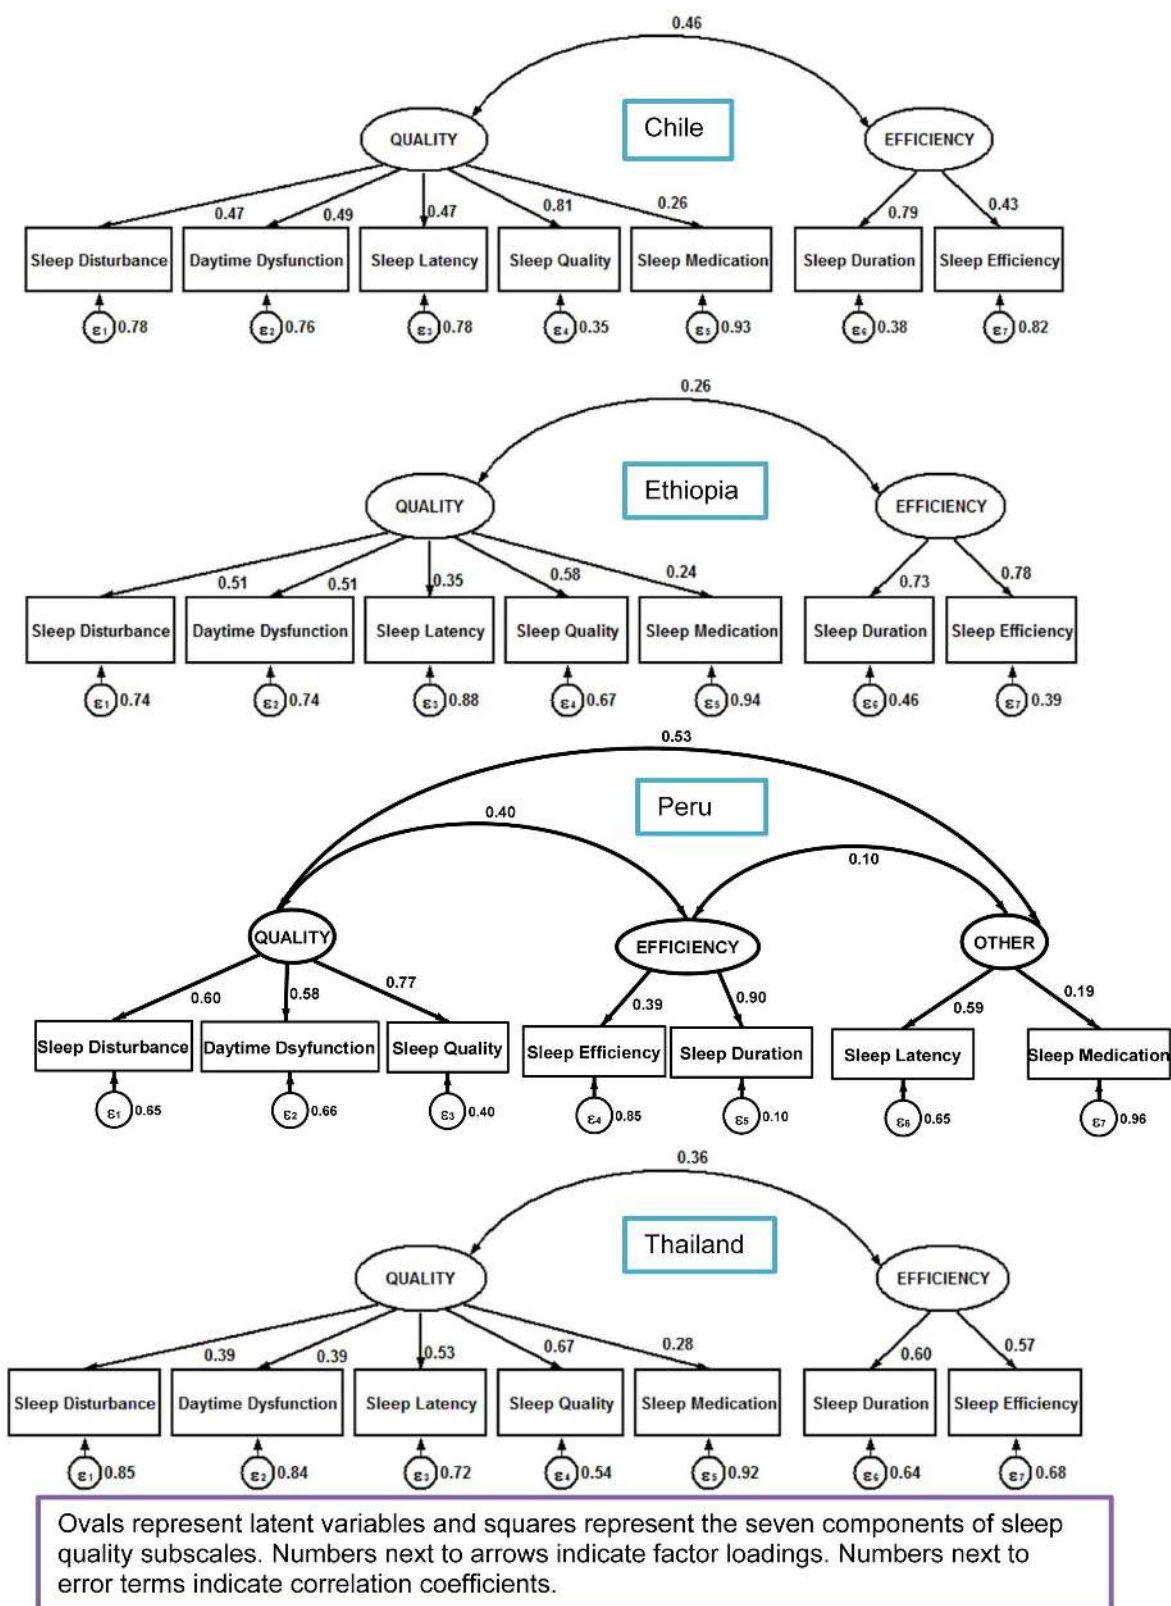 0.46
Chile
QUALITY EFFICIENCY
0.47 0.49 0.47 0.81 0.26 0.79 0.43
Sleep Disturbance Daytime Dysfunction Sleep Latency Sleep Quality Sleep Medication Sleep Duration Sleep Efficiency
ε1 0.78 ε2 0.76 ε3 0.78 ε4 0.35 ε5 0.93 ε6 0.38 ε7 0.82
0.26
Ethiopia
QUALITY EFFICIENCY
0.51 0.51 0.35 0.58 0.24 0.73 0.78
Sleep Disturbance Daytime Dysfunction Sleep Latency Sleep Quality Sleep Medication Sleep Duration Sleep Efficiency
ε1 0.74 ε2 0.74 ε3 0.88 ε4 0.67 ε5 0.94 ε6 0.46 ε7 0.39
0.53
Peru
0.40 0.10
QUALITY EFFICIENCY OTHER
0.60 0.58 0.77 0.39 0.90 0.59 0.19
Sleep Disturbance Daytime Dsyfunction Sleep Quality Sleep Efficiency Sleep Duration Sleep Latency Sleep Medication
ε1 0.65 ε2 0.66 ε3 0.40 ε4 0.85 ε5 0.10 ε6 0.65 ε7 0.96
0.36
Thailand
QUALITY EFFICIENCY
0.39 0.39 0.53 0.67 0.28 0.60 0.57
Sleep Disturbance Daytime Dysfunction Sleep Latency Sleep Quality Sleep Medication Sleep Duration Sleep Efficiency
ε1 0.85 ε2 0.84 ε3 0.72 ε4 0.54 ε5 0.92 ε6 0.64 ε7 0.68
Ovals represent latent variables and squares represent the seven components of sleep
quality subscales. Numbers next to arrows indicate factor loadings. Numbers next to
error terms indicate correlation coefficients.